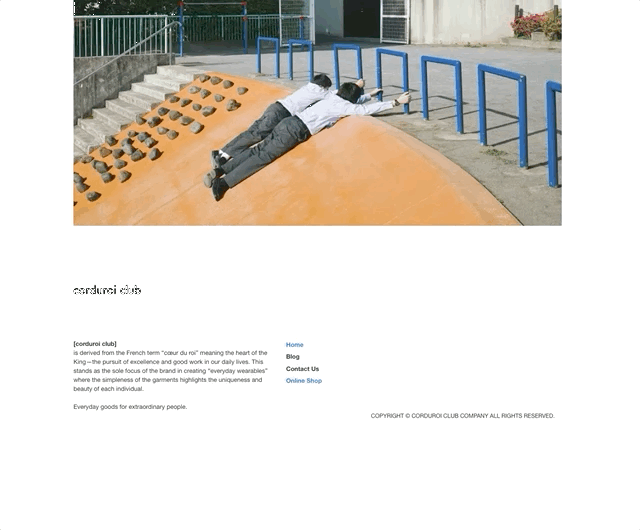 corduroi club
[corduroi club]
is derived from the French term "cœur du roi" meaning the heart of the
King—the pursuit of excellence and good work in our daily lives. This
stands as the sole focus of the brand in creating "everyday wearables"
where the simpleness of the garments highlights the uniqueness and
beauty of each individual.
Everyday goods for extraordinary people.
Home
Blog
Contact Us
Online Shop
COPYRIGHT © CORDUROI CLUB COMPANY ALL RIGHTS RESERVED.